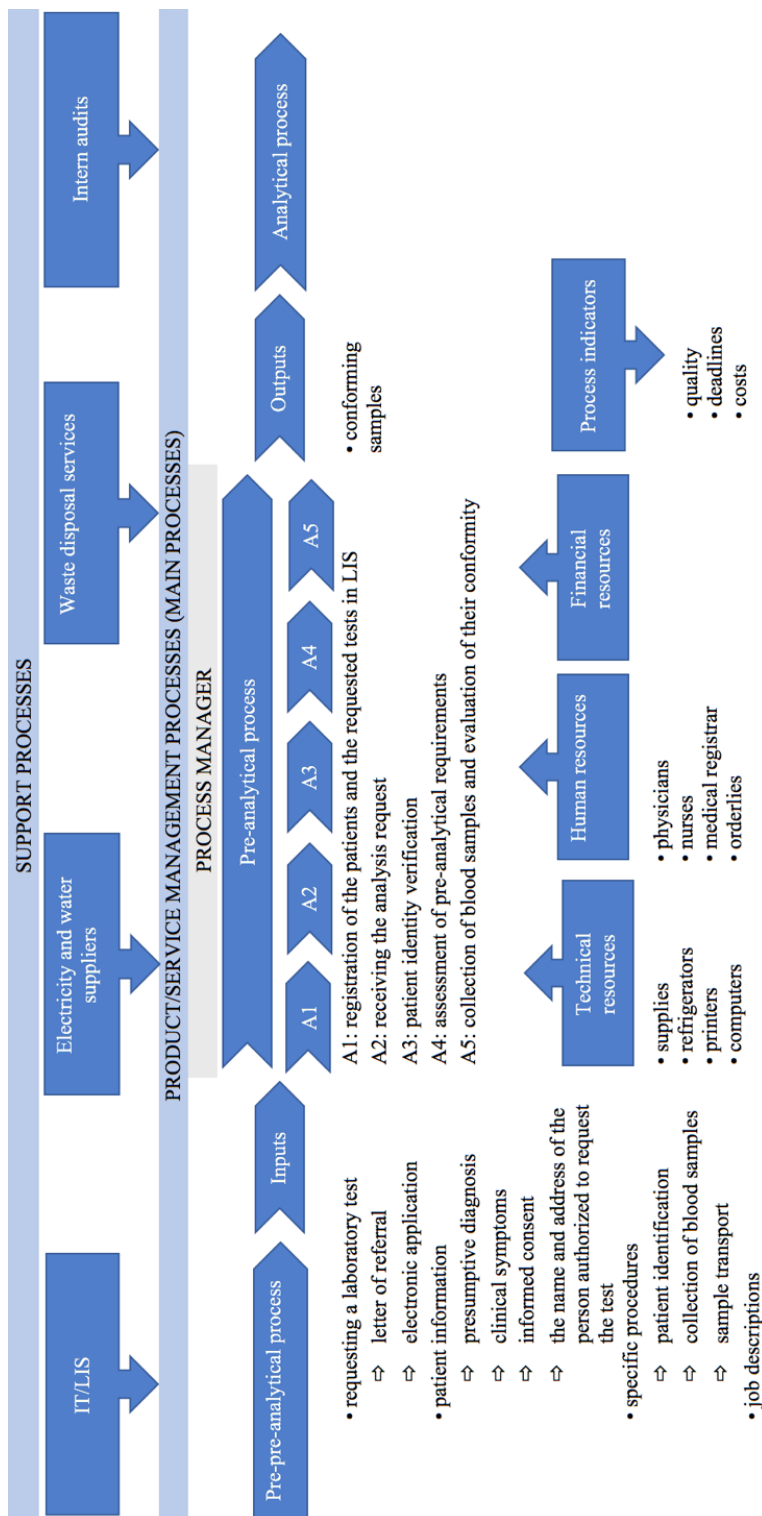 SUPPORT PROCESSES
IT/LIS
Electricity and water
suppliers
Waste disposal services
Intern audits
PRODUCT/SERVICE MANAGEMENT PROCESSES (MAIN PROCESSES)
PROCESS MANAGER
Pre-pre-analytical process
Inputs
Pre-analytical process
Outputs
Analytical process
A1
A2
A3
A4
A5
• requesting a laboratory test
⇨ letter of referral
⇨ electronic application
• patient information
⇨ presumptive diagnosis
⇨ clinical symptoms
⇨ informed consent
⇨ the name and address of the
person authorized to request
the test
• specific procedures
⇨ patient identification
⇨ collection of blood samples
⇨ sample transport
• job descriptions
A1: registration of the patients and the requested tests in LIS
A2: receiving the analysis request
A3: patient identity verification
A4: assessment of pre-analytical requirements
A5: collection of blood samples and evaluation of their conformity
• conforming
samples
Technical
resources
• supplies
• refrigerators
• printers
• computers
Human resources
• physicians
• nurses
• medical registrar
• orderlies
Financial
resources
Process indicators
• quality
• deadlines
• costs